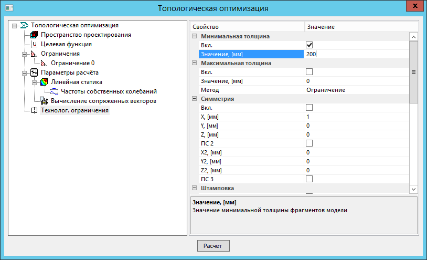 Топологическая оптимизация
Топологическая оптимизация
Пространство проектирования
Целевая функция
Ограничения
Ограничение 0
Параметры расчёта
Линейная статика
Частоты собственных колебаний
Вычисление сопряженных векторов
Технолог. ограничения
Свойство Значение
Минимальная толщина
Вкл.
Значение, [мм] 200
Максимальная толщина
Вкл.
Значение, [мм] 0
Метод Ограничение
Симметрия
Вкл.
X, [мм] 1
Y, [мм] 0
Z, [мм] 0
ПС 2
X2, [мм] 0
Y2, [мм] 0
Z2, [мм] 0
ПС 3
Штамповка
Значение, [мм]
Значение минимальной толщины фрагментов модели
Расчет